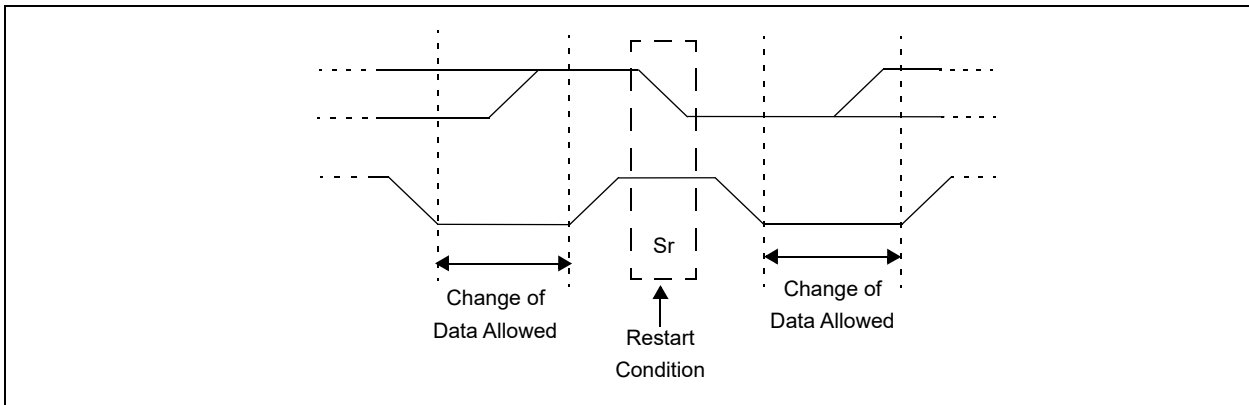 Sr
Change of
Data Allowed
Restart
Condition
Change of
Data Allowed